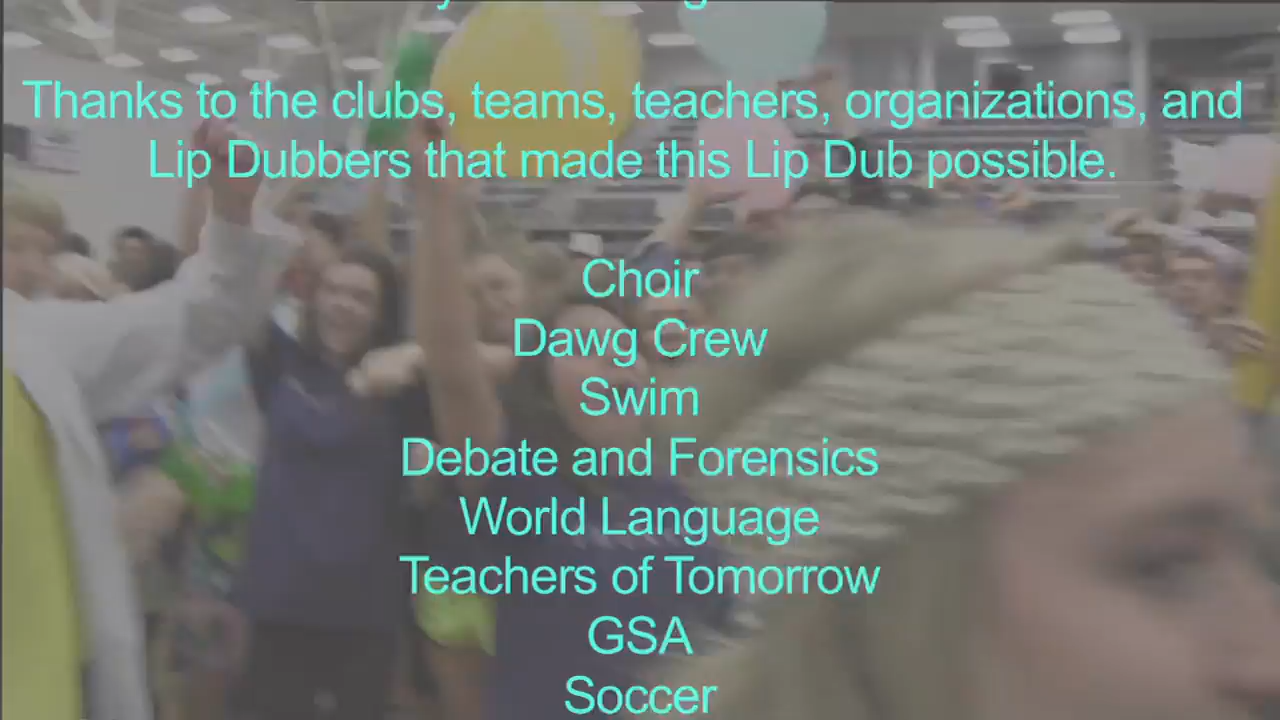 Thanks to the clubs, teams, teachers, organizations, and
Lip Dubbers that made this Lip Dub possible.
Choir
Dawg Crew
Swim
Debate and Forensics
World Language
Teachers of Tomorrow
GSA
Soccer